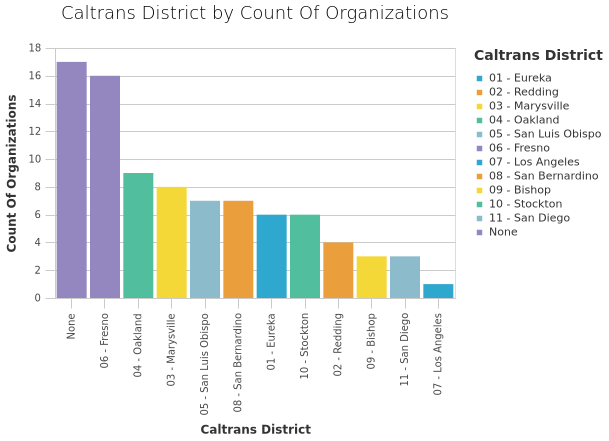 Caltrans District by Count Of Organizations
Count Of Organizations
18
16
14
12
10
8
6
4
2
0
None
06 - Fresno
04 - Oakland
03 - Marysville
05 - San Luis Obispo
08 - San Bernardino
01 - Eureka
10 - Stockton
02 - Redding
09 - Bishop
11 - San Diego
07 - Los Angeles
Caltrans District
Caltrans District
01 - Eureka
02 - Redding
03 - Marysville
04 - Oakland
05 - San Luis Obispo
06 - Fresno
07 - Los Angeles
08 - San Bernardino
09 - Bishop
10 - Stockton
11 - San Diego
None